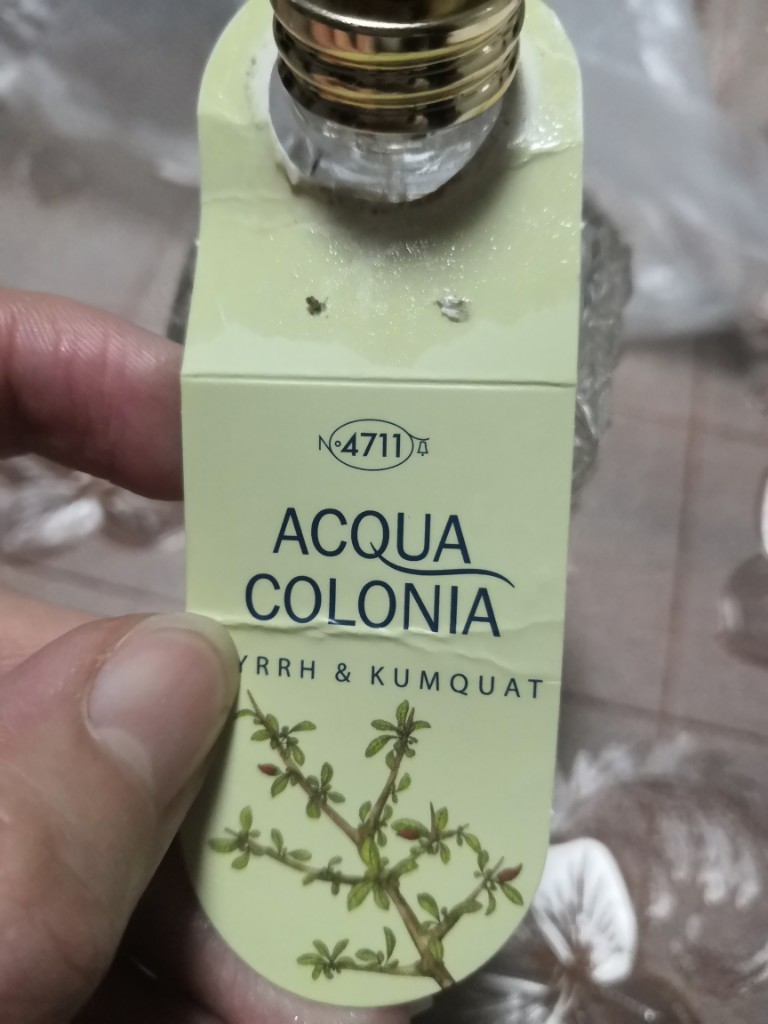 Nº4711
ACQUA
COLONIA
YRRH & KUMQUAT